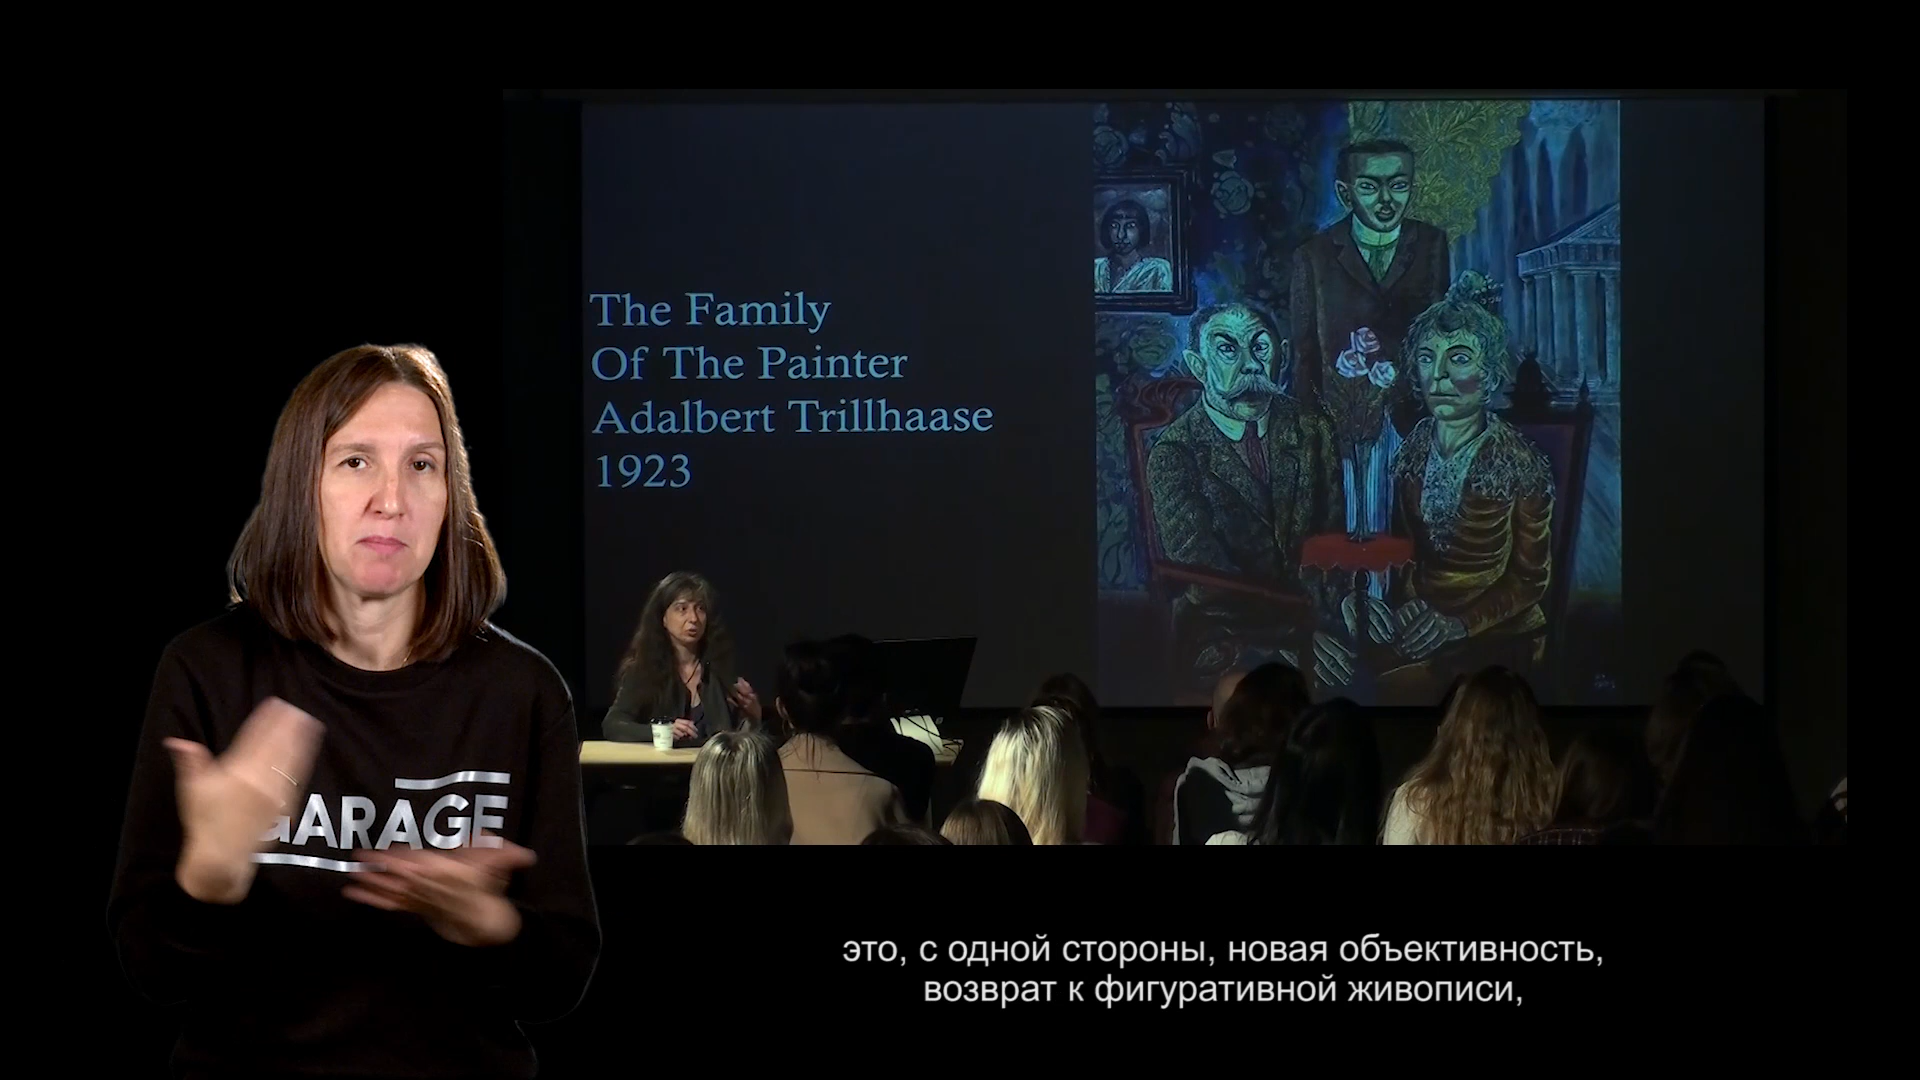 The Family
Of The Painter
Adalbert Trillhaase
1923
GARAGE
это, с одной стороны, новая объективность,
возврат к фигуративной живописи,